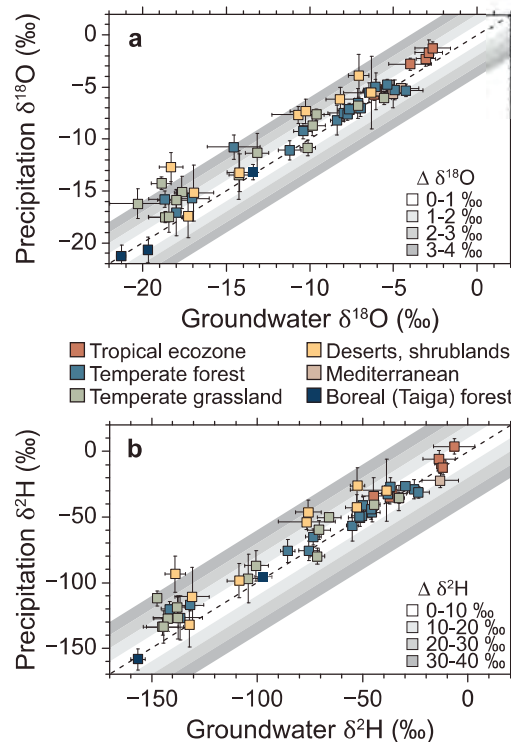 a
0
−5
−10
−15
−20
Precipitation δ¹⁸O (‰)
Δ δ¹⁸O
0-1 ‰
1-2 ‰
2-3 ‰
3-4 ‰
−20 −15 −10 −5 0
Groundwater δ¹⁸O (‰)
Tropical ecozone Deserts, shrublands
Temperate forest Mediterranean
Temperate grassland Boreal (Taiga) forest
b
0
−50
−100
−150
Precipitation δ²H (‰)
Δ δ²H
0-10 ‰
10-20 ‰
20-30 ‰
30-40 ‰
−150 −100 −50 0
Groundwater δ²H (‰)